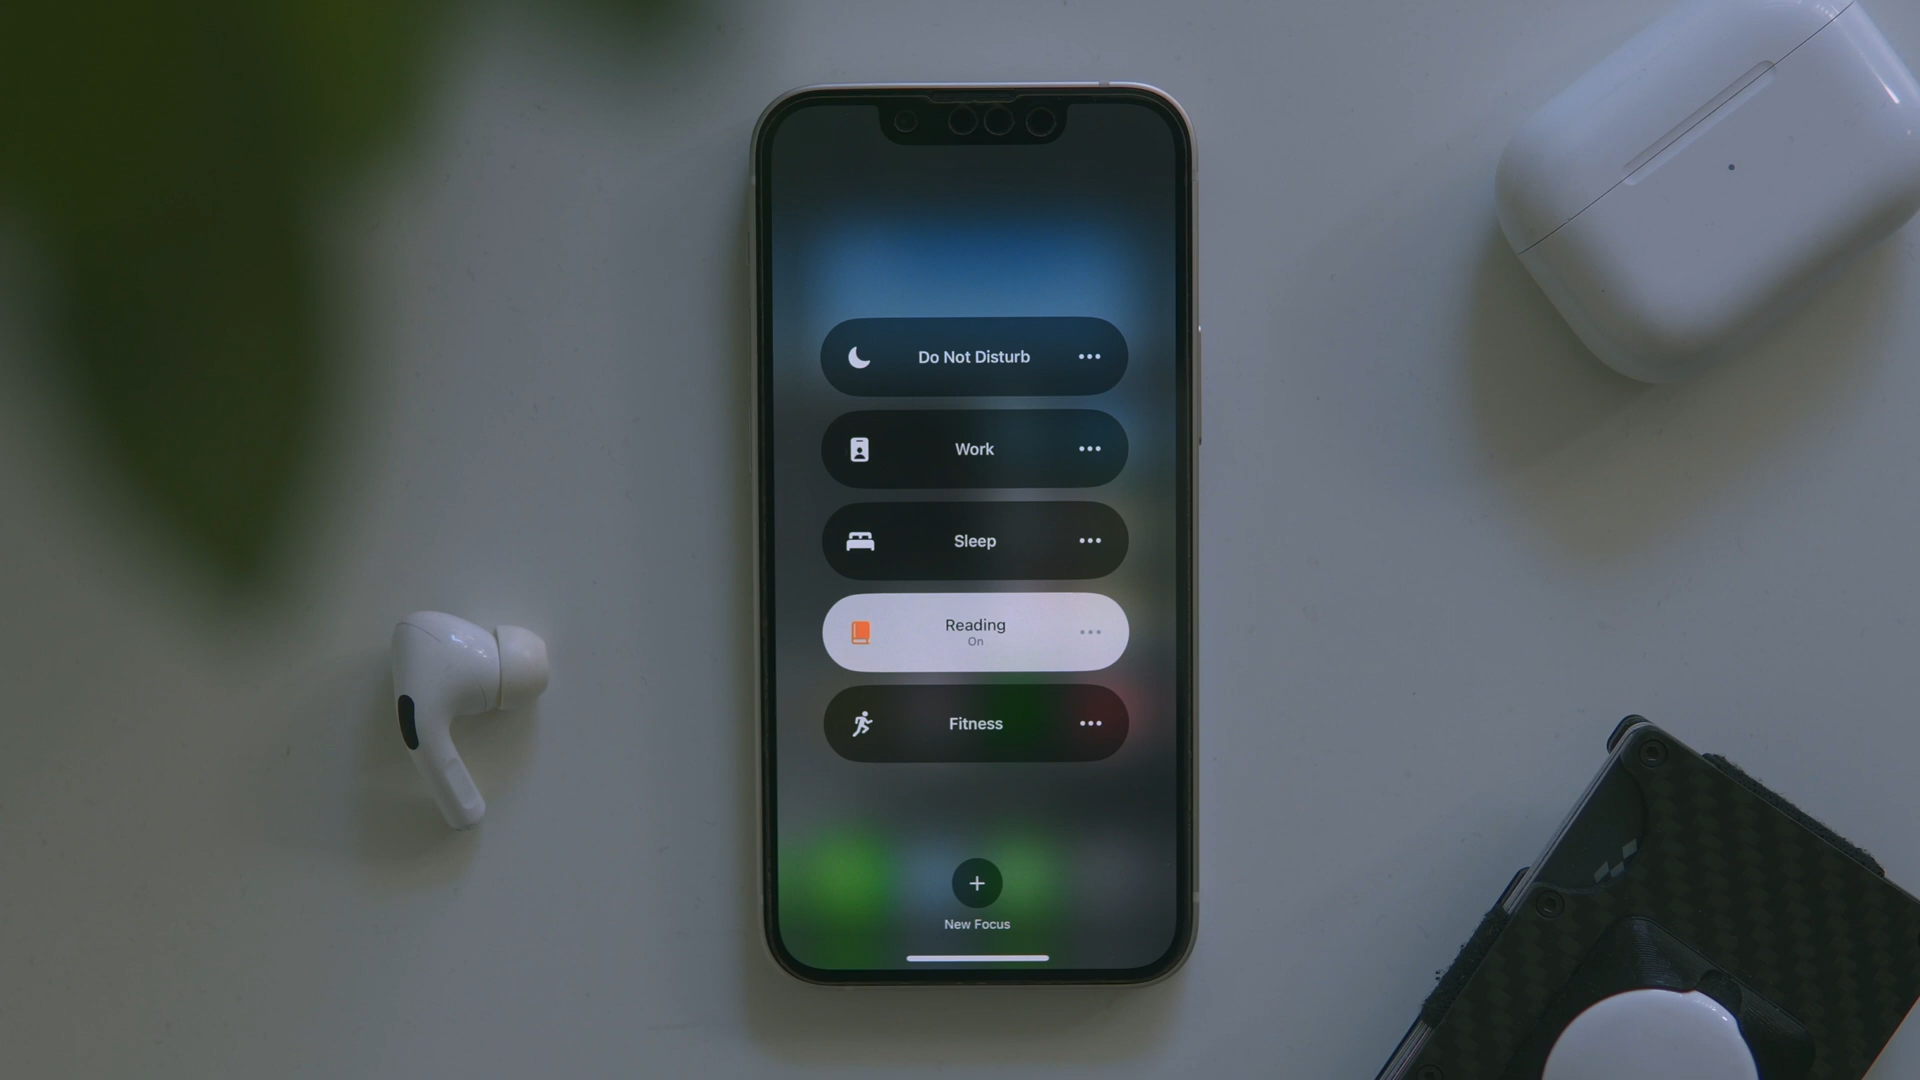 Do Not Disturb
Work
Sleep
Reading
On
Fitness
New Focus